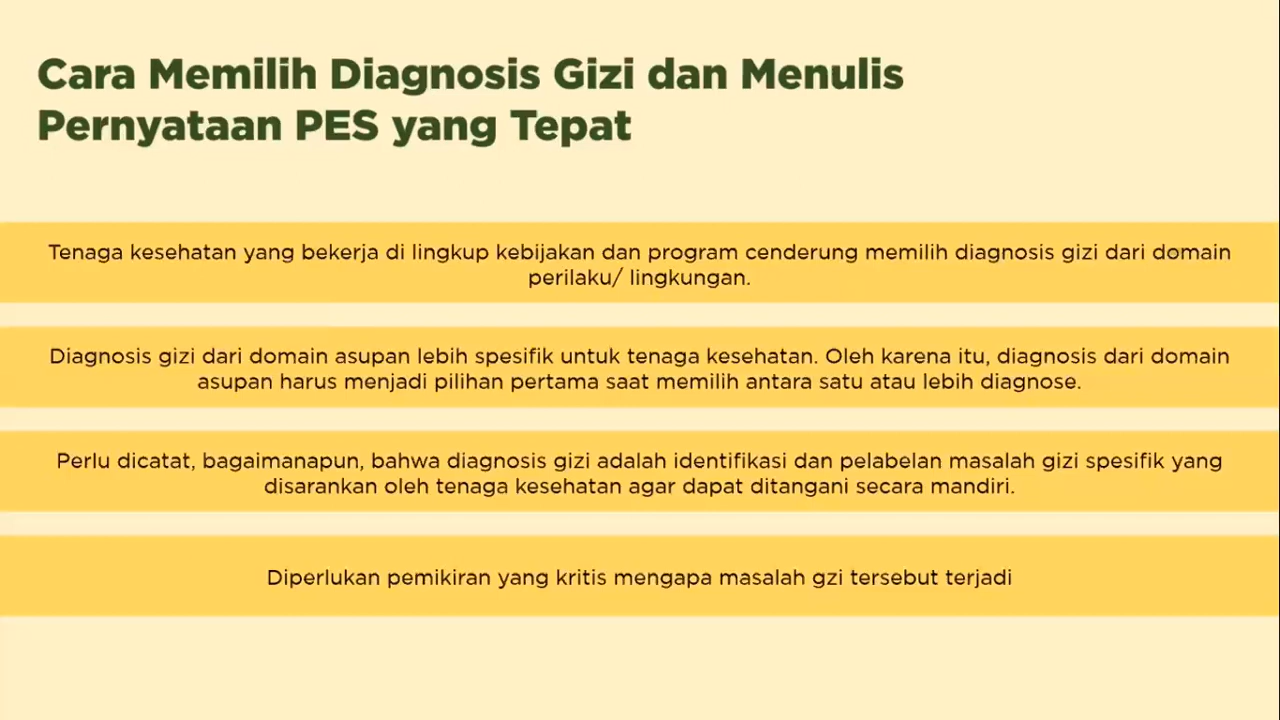 Cara Memilih Diagnosis Gizi dan Menulis
Pernyataan PES yang Tepat
Tenaga kesehatan yang bekerja di lingkup kebijakan dan program cenderung memilih diagnosis gizi dari domain
perilaku/ lingkungan.
Diagnosis gizi dari domain asupan lebih spesifik untuk tenaga kesehatan. Oleh karena itu, diagnosis dari domain
asupan harus menjadi pilihan pertama saat memilih antara satu atau lebih diagnose.
Perlu dicatat, bagaimanapun, bahwa diagnosis gizi adalah identifikasi dan pelabelan masalah gizi spesifik yang
disarankan oleh tenaga kesehatan agar dapat ditangani secara mandiri.
Diperlukan pemikiran yang kritis mengapa masalah gzi tersebut terjadi